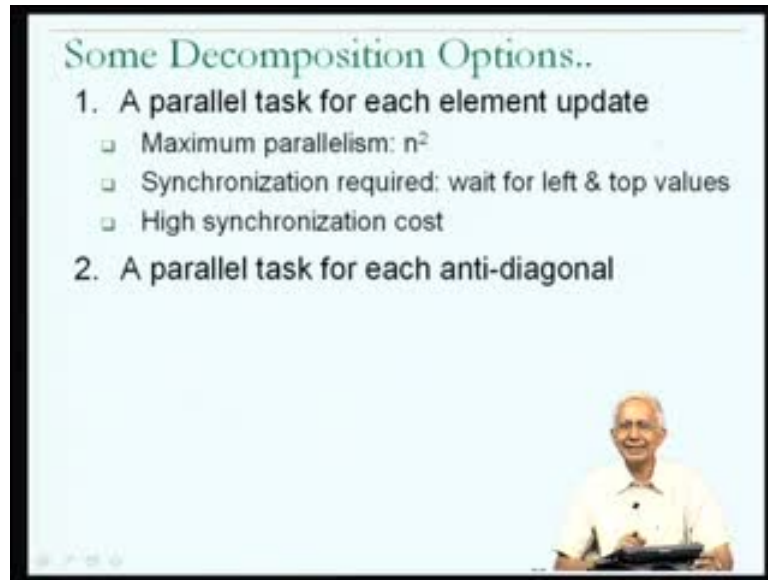 Some Decomposition Options..
1. A parallel task for each element update
Maximum parallelism: n²
Synchronization required: wait for left & top values
High synchronization cost
2. A parallel task for each anti-diagonal